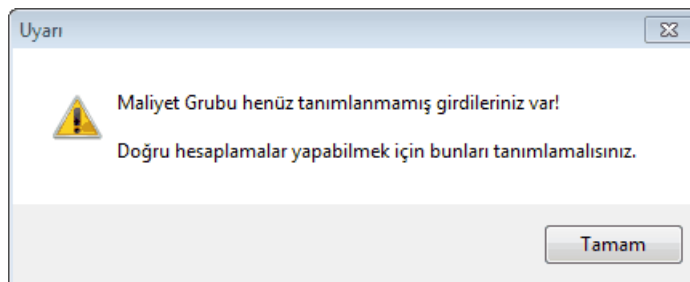 Uyarı
Maliyet Grubu henüz tanımlanmamış girdileriniz var!
Doğru hesaplamalar yapabilmek için bunları tanımlamalısınız.
Tamam